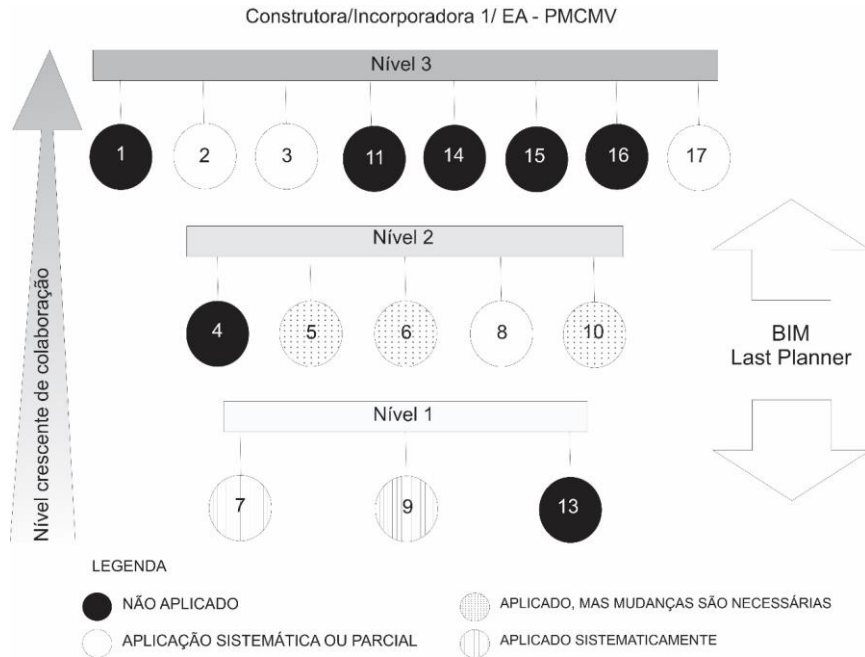 Construtora/Incorporadora 1/ EA - PMCMV
Nível 3
1 2 3 11 14 15 16 17
Nível 2
4 5 6 8 10
BIM
Last Planner
Nível 1
7 9 13
Nível crescente de colaboração
LEGENDA
NÃO APLICADO
APLICADO, MAS MUDANÇAS SÃO NECESSÁRIAS
APLICAÇÃO SISTEMÁTICA OU PARCIAL
APLICADO SISTEMATICAMENTE